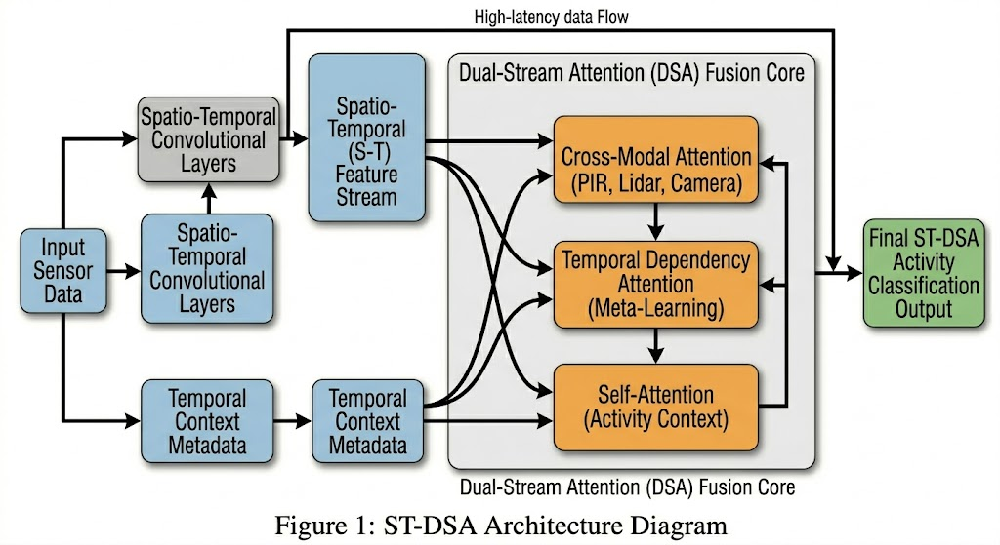 High-latency data Flow
Dual-Stream Attention (DSA) Fusion Core
Spatio-Temporal
Convolutional
Layers
Spatio-
Temporal
(S-T)
Feature
Stream
Cross-Modal Attention
(PIR, Lidar, Camera)
Input
Sensor
Data
Spatio-
Temporal
Convolutional
Layers
Temporal Dependency
Attention
(Meta-Learning)
Final ST-DSA
Activity
Classification
Output
Temporal
Context
Metadata
Temporal
Context
Metadata
Self-Attention
(Activity Context)
Dual-Stream Attention (DSA) Fusion Core
Figure 1: ST-DSA Architecture Diagram